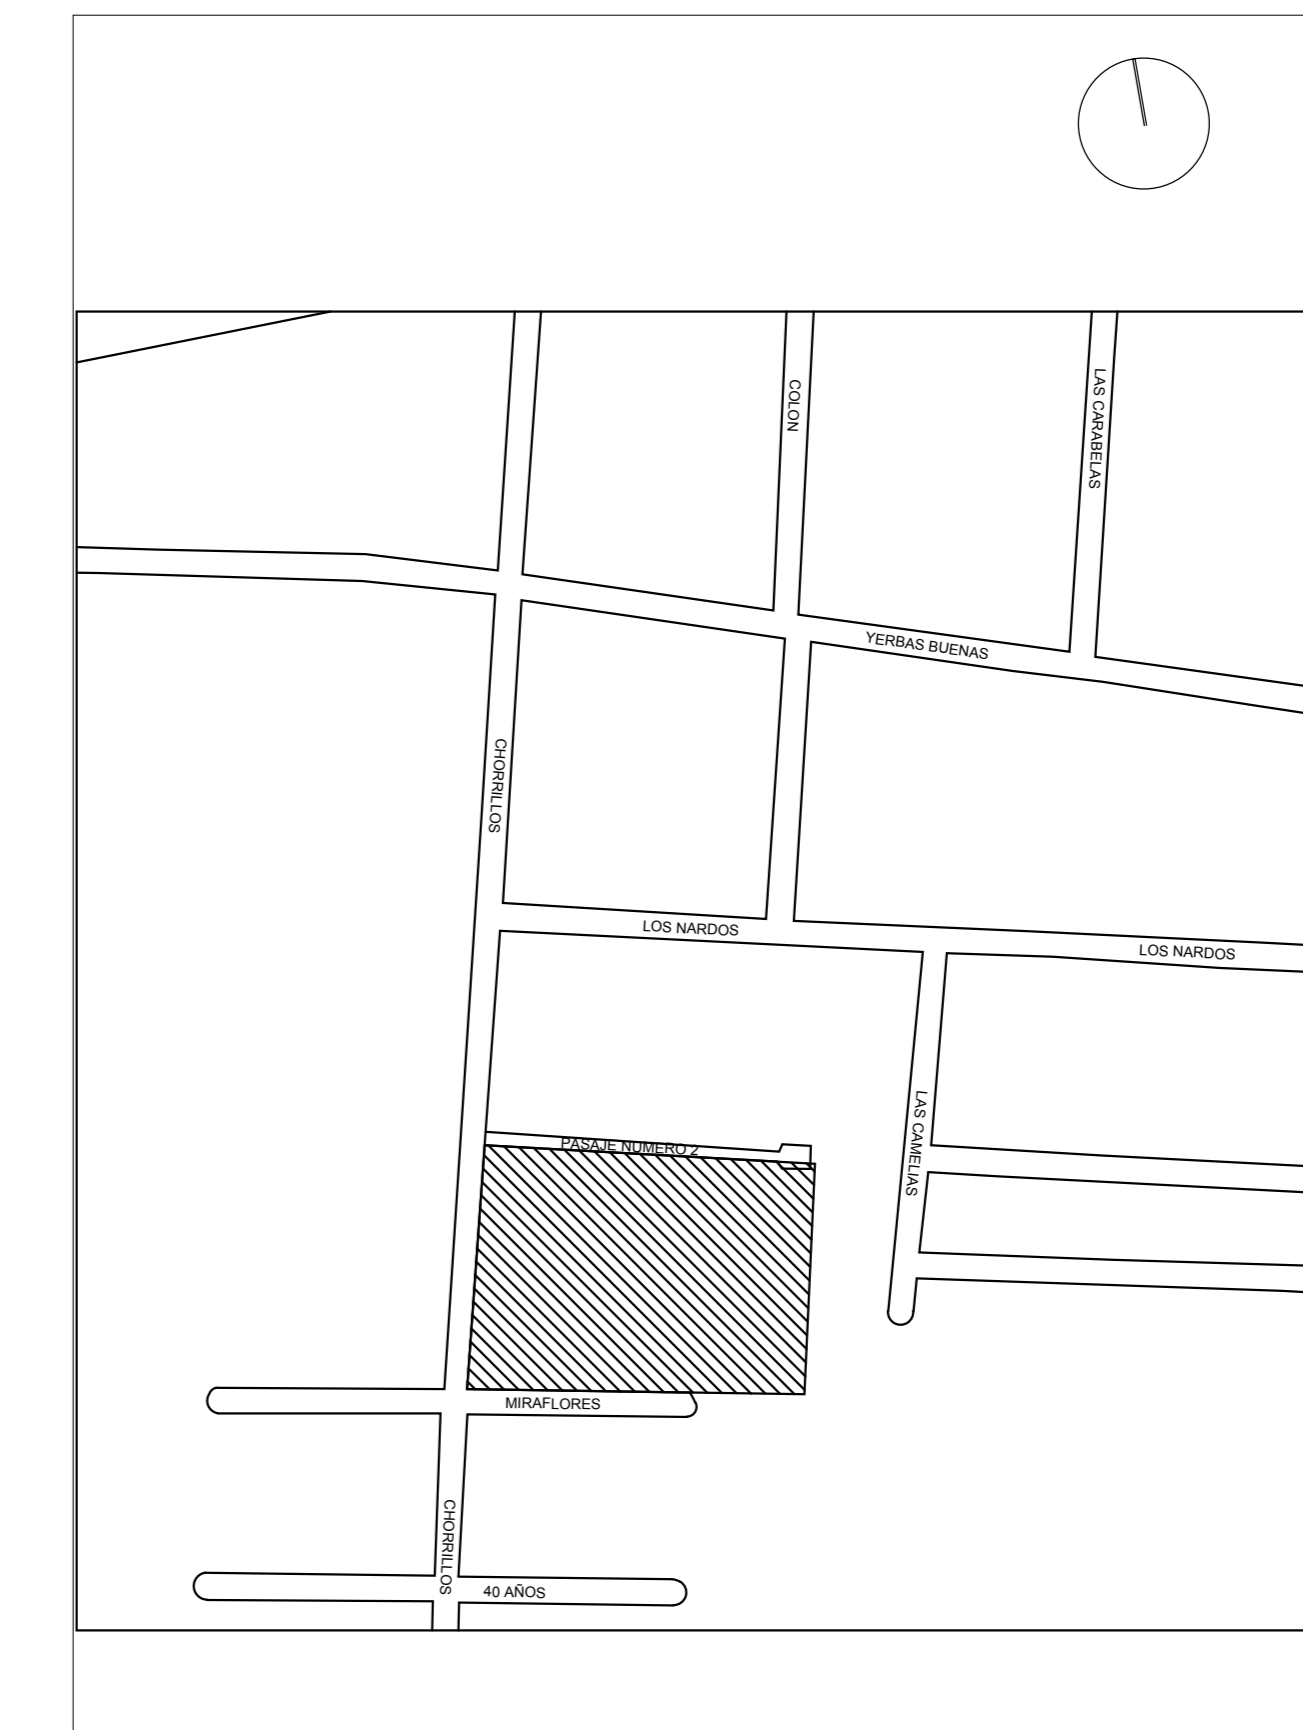 COLON
LAS CARABELAS
YERBAS BUENAS
CHORRILLOS
LOS NARDOS
LOS NARDOS
LAS CAMELIAS
PASAJE NUMERO 2
MIRAFLORES
CHORRILLOS
40 AÑOS